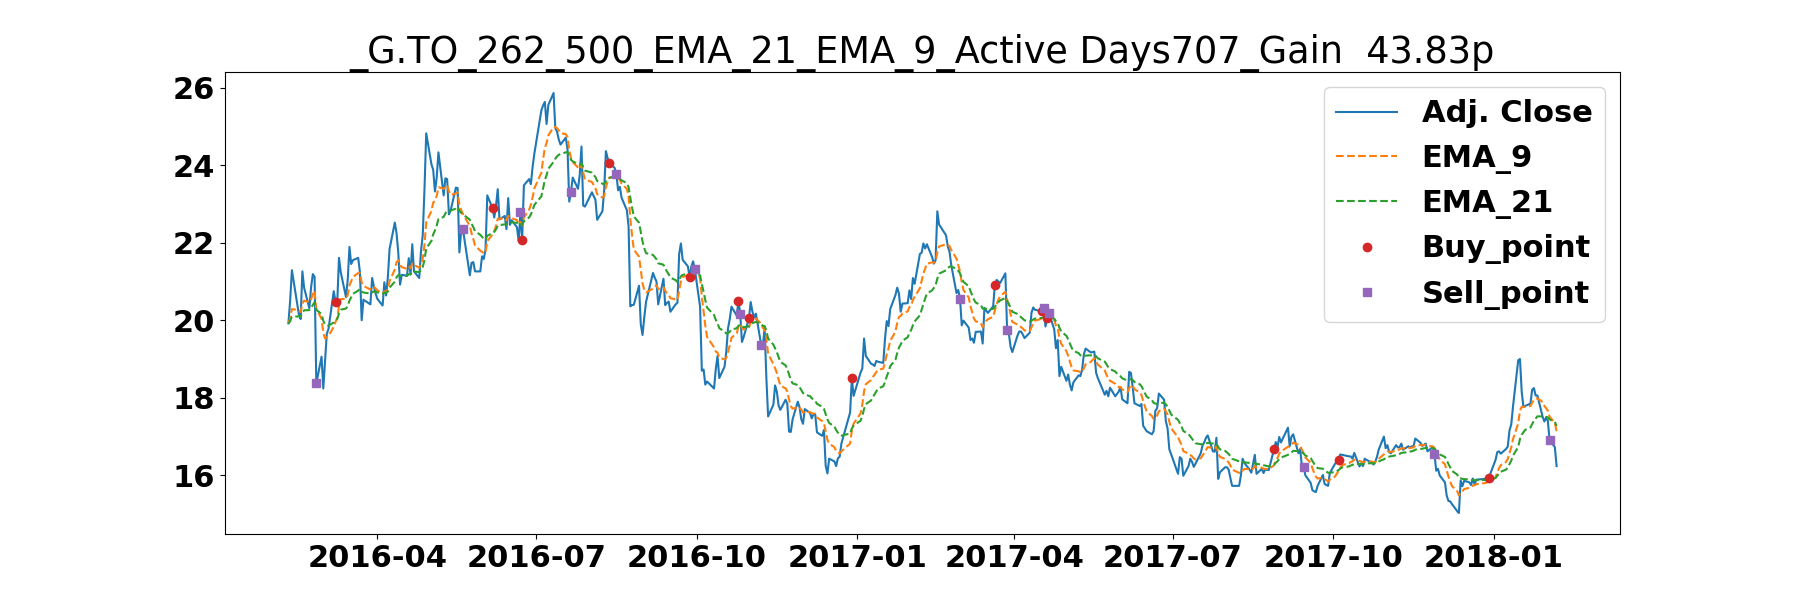 _G.TO_262_500_EMA_21_EMA_9_Active Days707_Gain  43.83p
26
24
22
20
18
16
Adj. Close
EMA_9
EMA_21
Buy_point
Sell_point
2016-04 2016-07 2016-10 2017-01 2017-04 2017-07 2017-10 2018-01